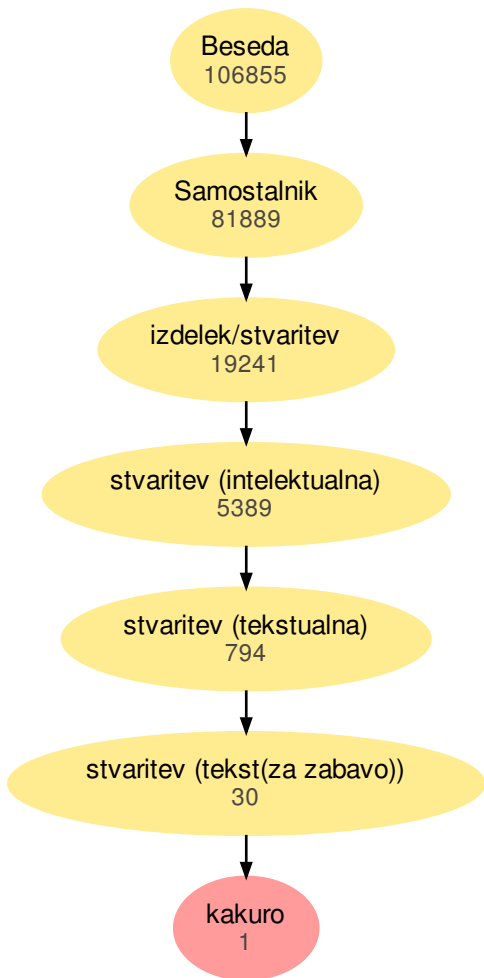 Beseda
106855
Samostalnik
81889
izdelek/stvaritev
19241
stvaritev (intelektualna)
5389
stvaritev (tekstualna)
794
stvaritev (tekst(za zabavo))
30
kakuro
1